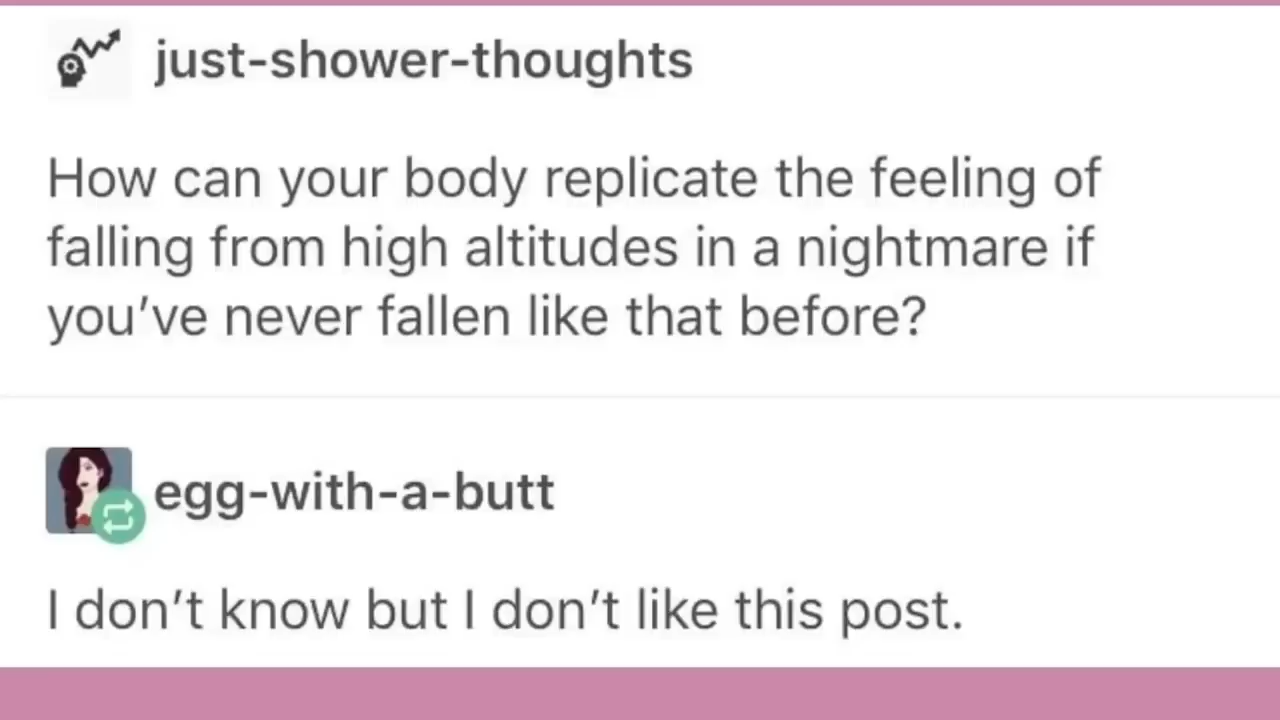 just-shower-thoughts
How can your body replicate the feeling of
falling from high altitudes in a nightmare if
you’ve never fallen like that before?
egg-with-a-butt
I don’t know but I don’t like this post.